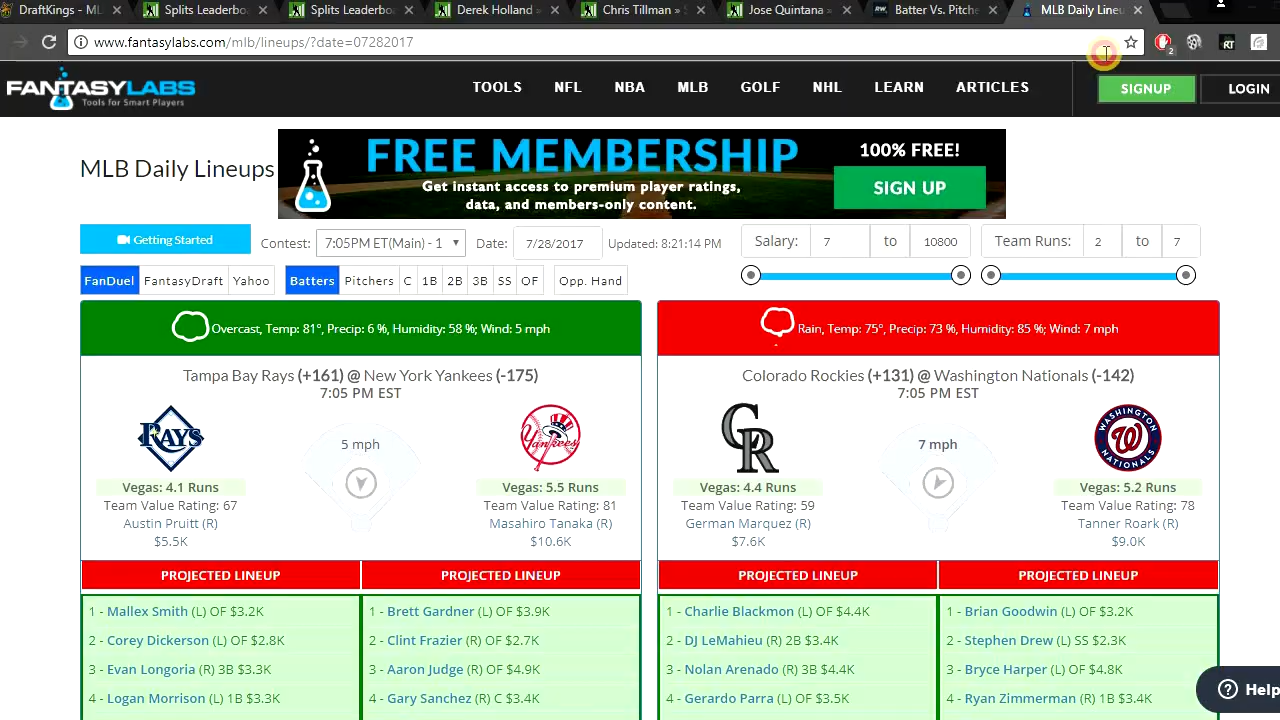 DraftKings - ML
Splits Leaderbo
Splits Leaderbo
Derek Holland »
Chris Tillman » S
Jose Quintana »
RW Batter Vs. Pitche
MLB Daily Lineu
www.fantasylabs.com/mlb/lineups/?date=07282017
2
RT
FANTASYLABS
Tools for Smart Players
TOOLS NFL NBA MLB GOLF NHL LEARN ARTICLES
SIGNUP LOGIN
MLB Daily Lineups
FREE MEMBERSHIP
Get instant access to premium player ratings,
data, and members-only content.
100% FREE!
SIGN UP
Getting Started Contest: 7:05PM ET(Main) - 1 Date: 7/28/2017 Updated: 8:21:14 PM
Salary: 7 to 10800 Team Runs: 2 to 7
FanDuel FantasyDraft Yahoo Batters Pitchers C 1B 2B 3B SS OF Opp. Hand
Overcast, Temp: 81°, Precip: 6 %, Humidity: 58 %; Wind: 5 mph
Tampa Bay Rays (+161) @ New York Yankees (-175)
7:05 PM EST
RAYS
Yankees
5 mph
Vegas: 4.1 Runs Vegas: 5.5 Runs
Team Value Rating: 67 Team Value Rating: 81
Austin Pruitt (R) Masahiro Tanaka (R)
$5.5K $10.6K
PROJECTED LINEUP PROJECTED LINEUP
1 - Mallex Smith (L) OF $3.2K 1 - Brett Gardner (L) OF $3.9K
2 - Corey Dickerson (L) OF $2.8K 2 - Clint Frazier (R) OF $2.7K
3 - Evan Longoria (R) 3B $3.3K 3 - Aaron Judge (R) OF $4.9K
4 - Logan Morrison (L) 1B $3.3K 4 - Gary Sanchez (R) C $3.4K
Rain, Temp: 75°, Precip: 73 %, Humidity: 85 %; Wind: 7 mph
Colorado Rockies (+131) @ Washington Nationals (-142)
7:05 PM EST
CR
WASHINGTON
W
NATIONALS
7 mph
Vegas: 4.4 Runs Vegas: 5.2 Runs
Team Value Rating: 59 Team Value Rating: 78
German Marquez (R) Tanner Roark (R)
$7.6K $9.0K
PROJECTED LINEUP PROJECTED LINEUP
1 - Charlie Blackmon (L) OF $4.4K 1 - Brian Goodwin (L) OF $3.2K
2 - DJ LeMahieu (R) 2B $3.4K 2 - Stephen Drew (L) SS $2.3K
3 - Nolan Arenado (R) 3B $4.4K 3 - Bryce Harper (L) OF $4.8K
4 - Gerardo Parra (L) OF $3.5K 4 - Ryan Zimmerman (R) 1B $3.4K
Help